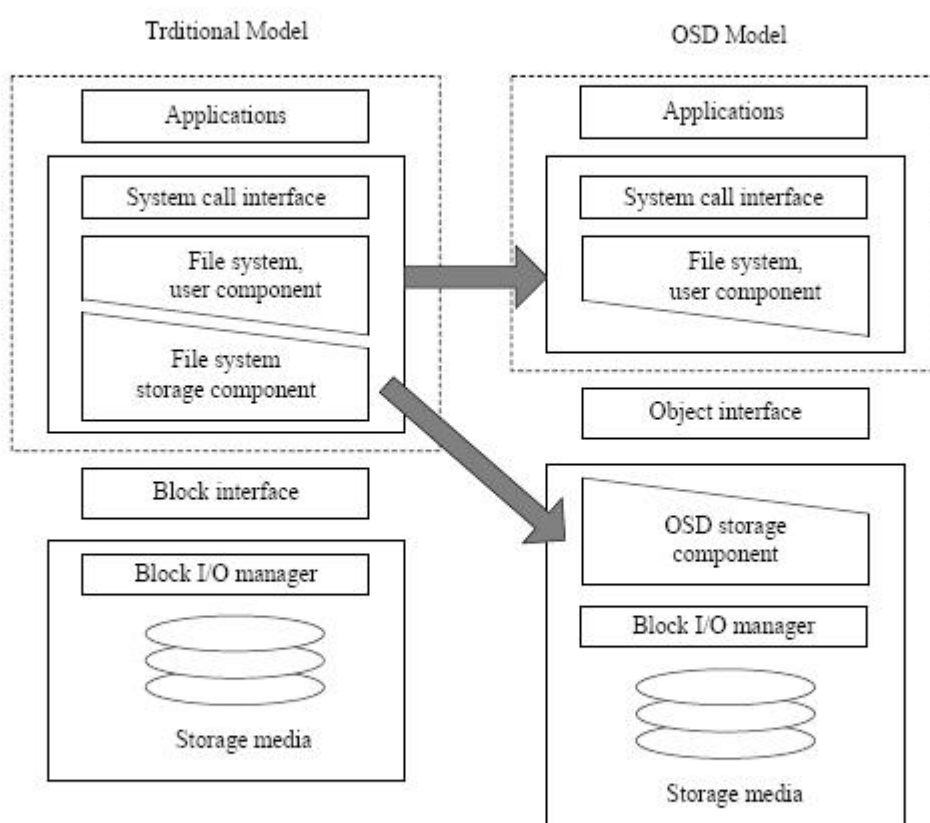 Trditional Model
Applications
System call interface
File system,
user component
File system
storage component
Block interface
Block I/O manager
Storage media
OSD Model
Applications
System call interface
File system,
user component
Object interface
OSD storage
component
Block I/O manager
Storage media